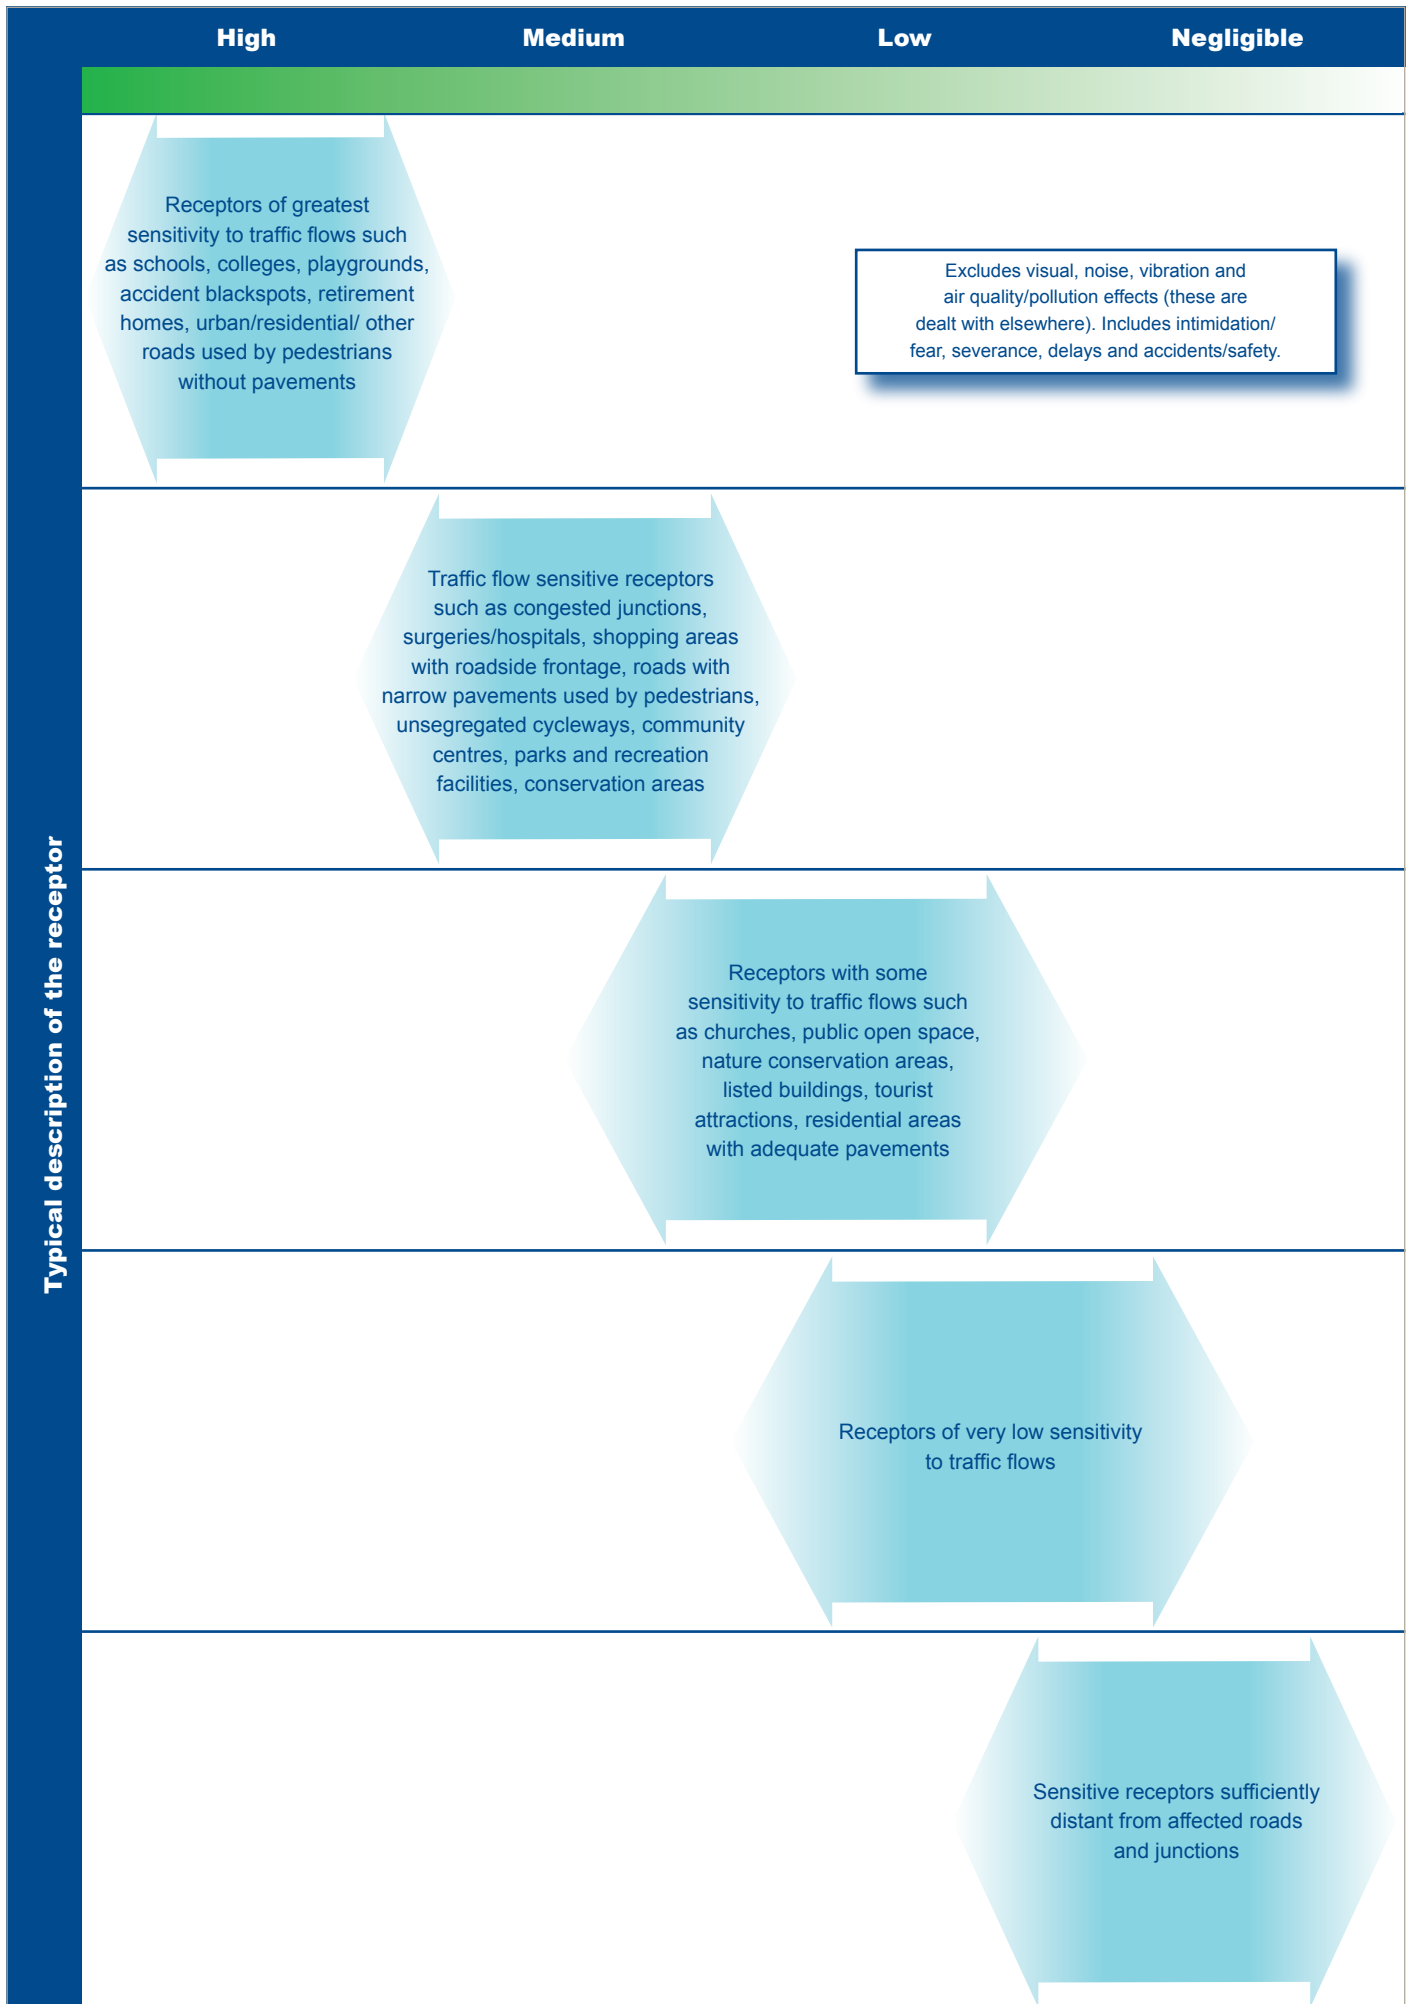 High Medium Low Negligible
Typical description of the receptor
Receptors of greatest
sensitivity to traffic flows such
as schools, colleges, playgrounds,
accident blackspots, retirement
homes, urban/residential/ other
roads used by pedestrians
without pavements
Excludes visual, noise, vibration and
air quality/pollution effects (these are
dealt with elsewhere). Includes intimidation/
fear, severance, delays and accidents/safety.
Traffic flow sensitive receptors
such as congested junctions,
surgeries/hospitals, shopping areas
with roadside frontage, roads with
narrow pavements used by pedestrians,
unsegregated cycleways, community
centres, parks and recreation
facilities, conservation areas
Receptors with some
sensitivity to traffic flows such
as churches, public open space,
nature conservation areas,
listed buildings, tourist
attractions, residential areas
with adequate pavements
Receptors of very low sensitivity
to traffic flows
Sensitive receptors sufficiently
distant from affected roads
and junctions